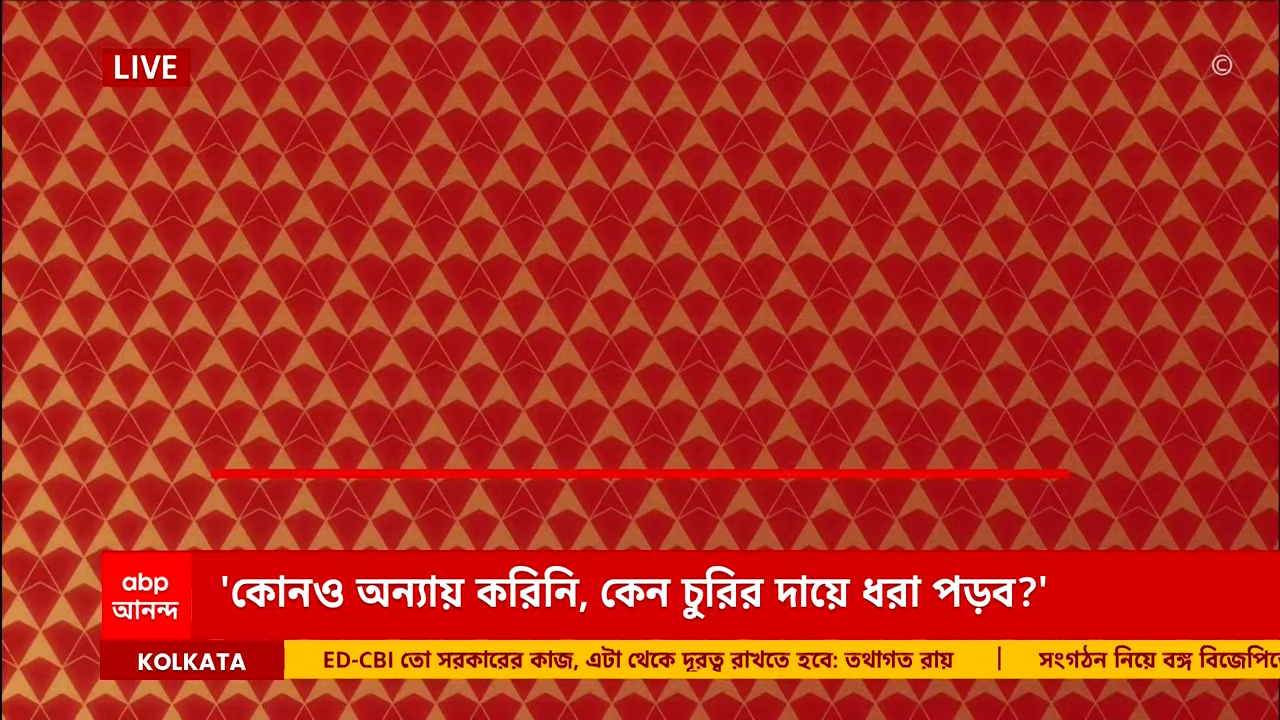 LIVE
©
abp
আনন্দ
'কোনও অন্যায় করিনি, কেন চুরির দায়ে ধরা পড়ব?'
KOLKATA
ED-CBI তো সরকারের কাজ, এটা থেকে দূরত্ব রাখতে হবে: তথাগত রায় | সংগঠন নিয়ে বঙ্গ